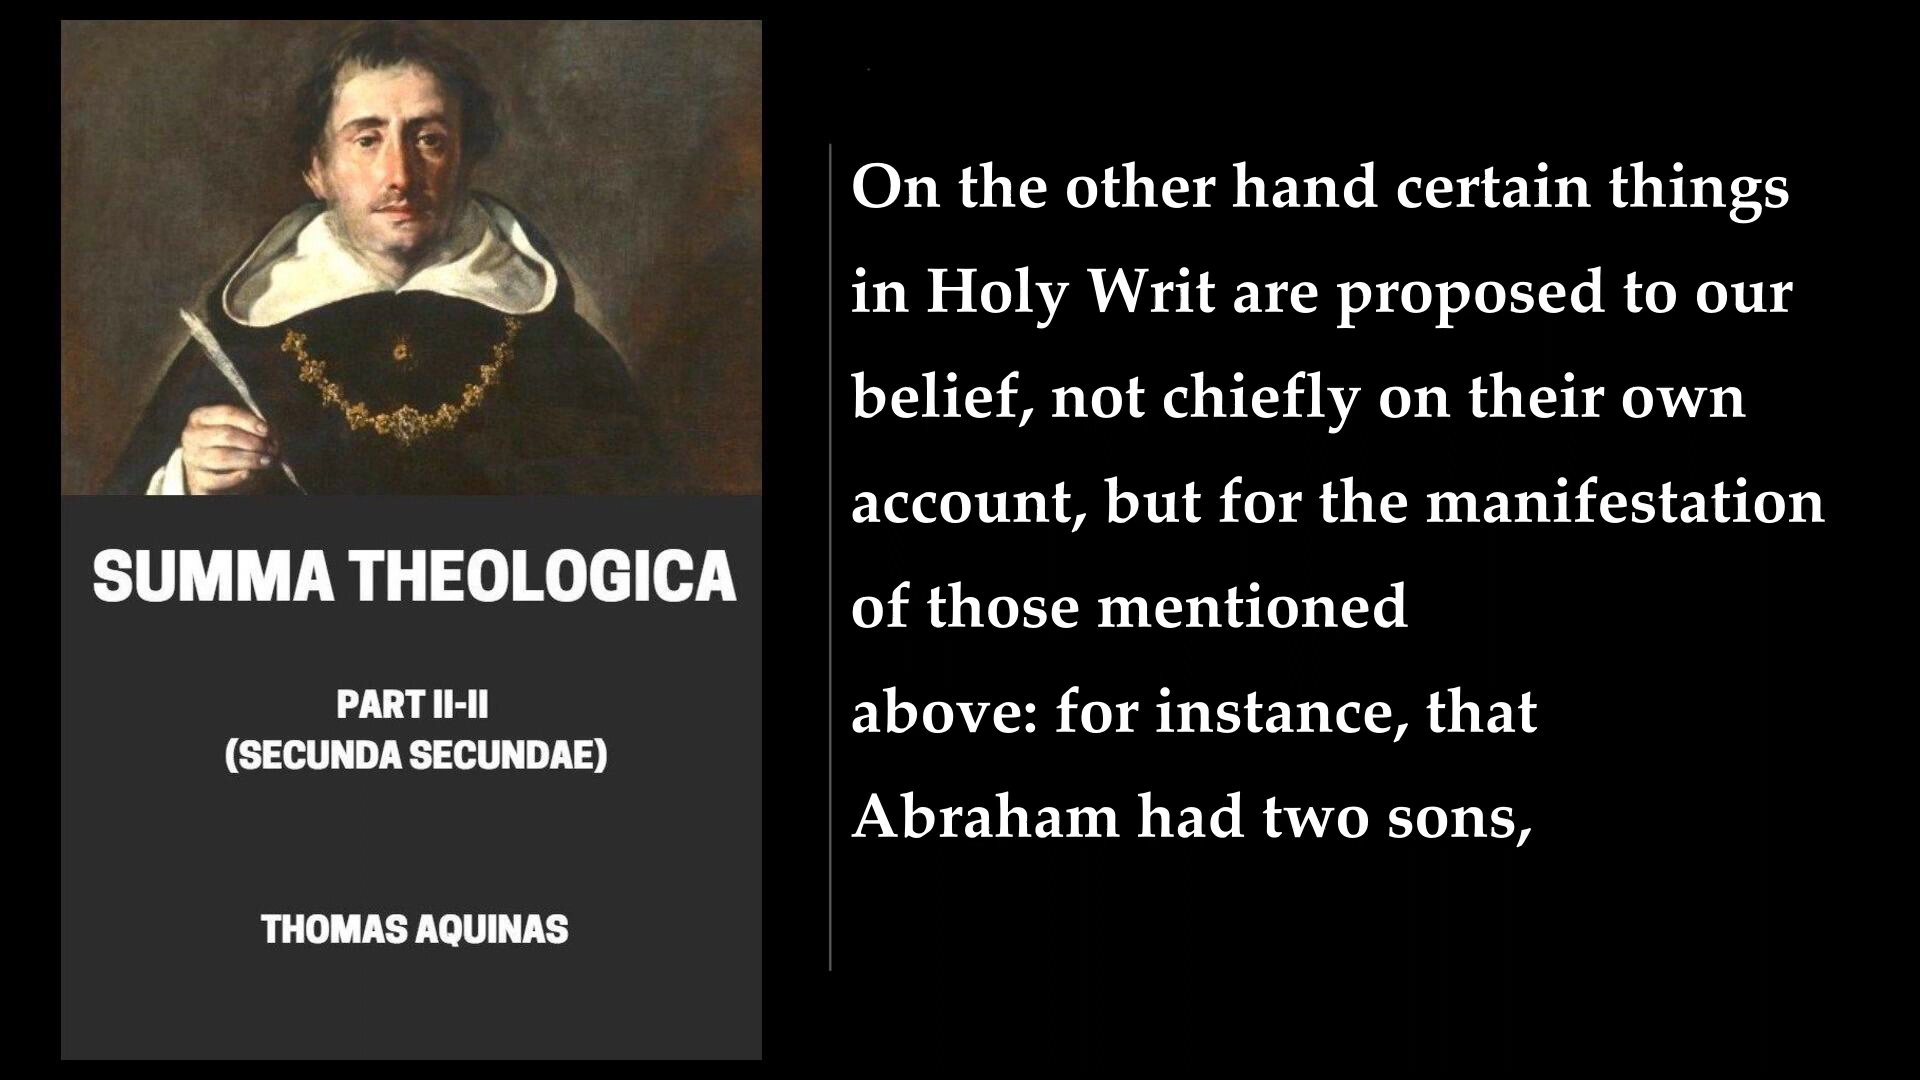 SUMMA THEOLOGICA
PART II-II
(SECUNDA SECUNDAE)
THOMAS AQUINAS
On the other hand certain things
in Holy Writ are proposed to our
belief, not chiefly on their own
account, but for the manifestation
of those mentioned
above: for instance, that
Abraham had two sons,